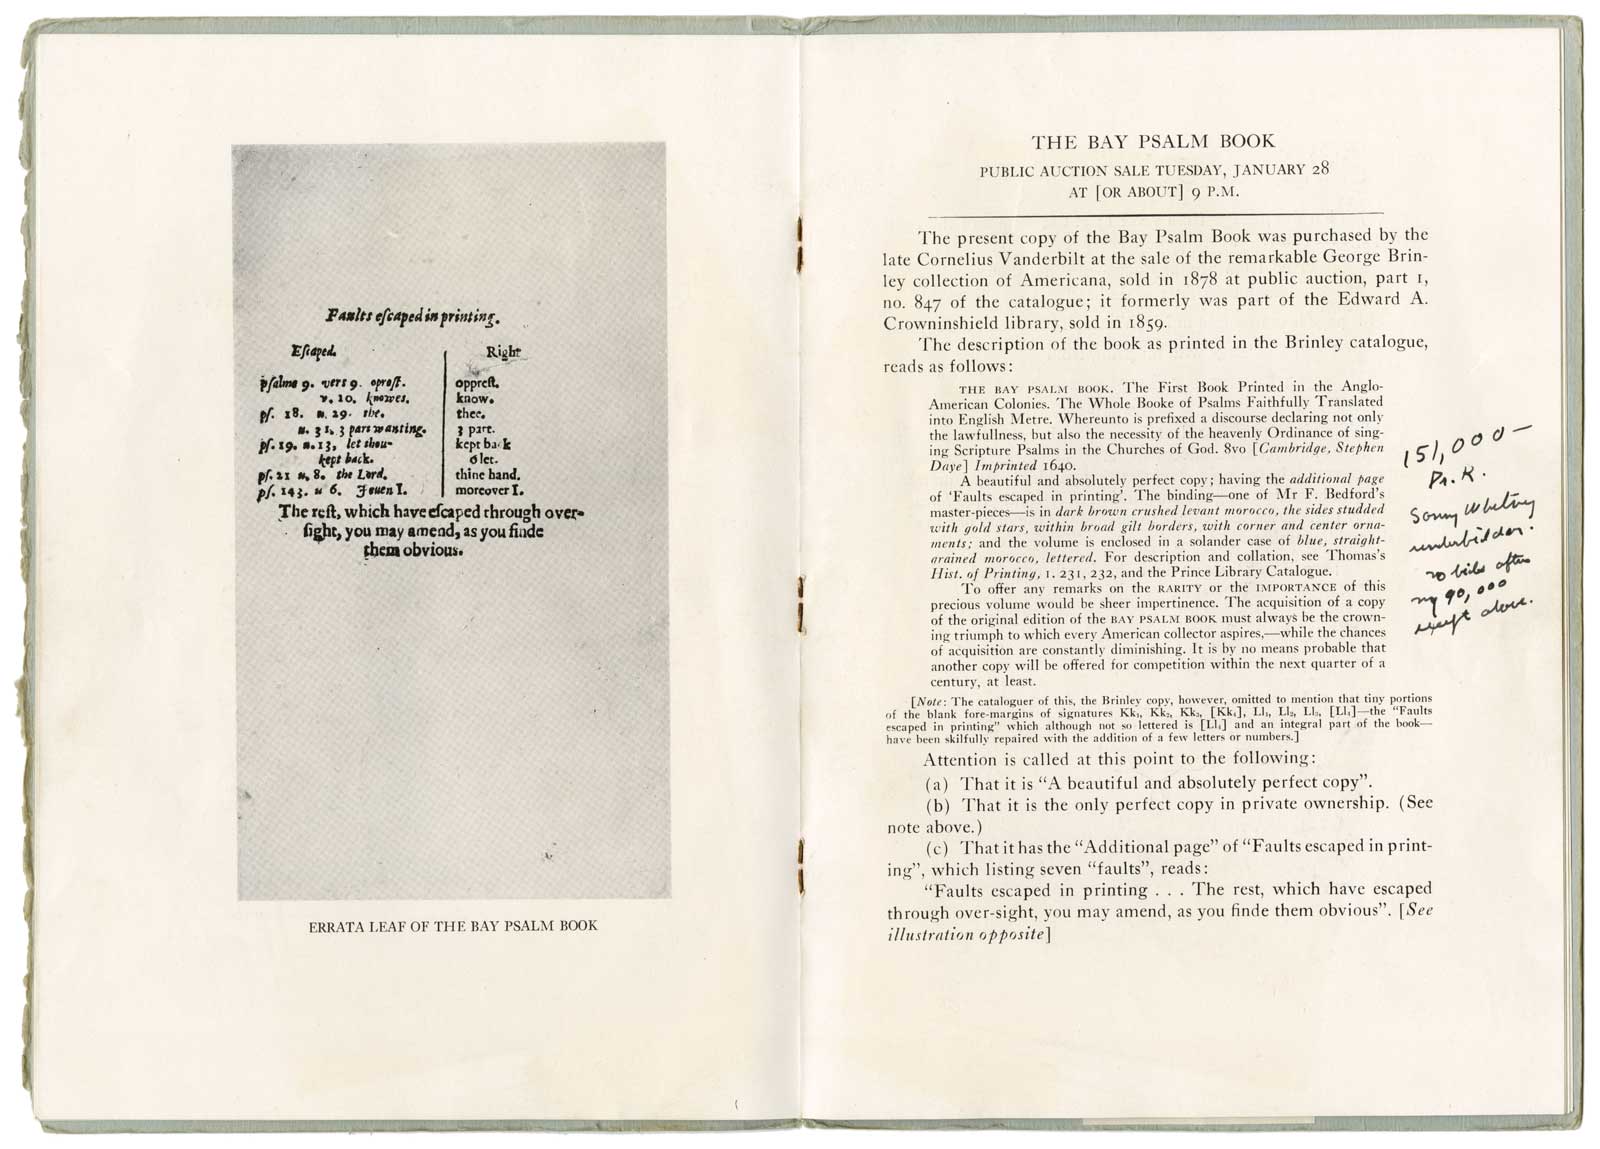 Faults eſcaped in printing.
Eſcaped. Right
pſalme 9. vers 9. oproſt. oppreſt.
v. 10. knowes. know.
pſ. 18. u. 29. the. thee.
u. 31. 3 part wanting. 3 part.
pſ. 19. u. 13, let thou- kept back
kept back. ô let.
pſ. 21 u. 8. the Lord. thine hand.
pſ. 143. u 6. I even I. moreover I.
The reſt, which have eſcaped through over-
ſight, you may amend, as you finde
them obvious.
ERRATA LEAF OF THE BAY PSALM BOOK
THE BAY PSALM BOOK
PUBLIC AUCTION SALE TUESDAY, JANUARY 28
AT [OR ABOUT] 9 P.M.
The present copy of the Bay Psalm Book was purchased by the
late Cornelius Vanderbilt at the sale of the remarkable George Brin-
ley collection of Americana, sold in 1878 at public auction, part 1,
no. 847 of the catalogue; it formerly was part of the Edward A.
Crowninshield library, sold in 1859.
The description of the book as printed in the Brinley catalogue,
reads as follows:
THE BAY PSALM BOOK. The First Book Printed in the Anglo-
American Colonies. The Whole Booke of Psalms Faithfully Translated
into English Metre. Whereunto is prefixed a discourse declaring not only
the lawfullness, but also the necessity of the heavenly Ordinance of sing-
ing Scripture Psalms in the Churches of God. 8vo [Cambridge, Stephen
Daye] Imprinted 1640.
A beautiful and absolutely perfect copy; having the additional page
of 'Faults escaped in printing'. The binding—one of Mr F. Bedford's
master-pieces—is in dark brown crushed levant morocco, the sides studded
with gold stars, within broad gilt borders, with corner and center orna-
ments; and the volume is enclosed in a solander case of blue, straight-
grained morocco, lettered. For description and collation, see Thomas's
Hist. of Printing, I. 231, 232, and the Prince Library Catalogue.
To offer any remarks on the RARITY or the IMPORTANCE of this
precious volume would be sheer impertinence. The acquisition of a copy
of the original edition of the BAY PSALM BOOK must always be the crown-
ing triumph to which every American collector aspires,—while the chances
of acquisition are constantly diminishing. It is by no means probable that
another copy will be offered for competition within the next quarter of a
century, at least.
[Note: The cataloguer of this, the Brinley copy, however, omitted to mention that tiny portions
of the blank fore-margins of signatures Kk₁, Kk₂, Kk₃, [Kk₄], Ll₁, Ll₂, Ll₃, [Ll₄]—the "Faults
escaped in printing" which although not so lettered is [Ll₄] and an integral part of the book—
have been skilfully repaired with the addition of a few letters or numbers.]
Attention is called at this point to the following:
(a) That it is "A beautiful and absolutely perfect copy".
(b) That it is the only perfect copy in private ownership. (See
note above.)
(c) That it has the "Additional page" of "Faults escaped in print-
ing", which listing seven "faults", reads:
"Faults escaped in printing . . . The rest, which have escaped
through over-sight, you may amend, as you finde them obvious". [See
illustration opposite]
151,000—
Dr. R.
Sonny Whitney
underbidder.
no bids after
my 90,000
except above.